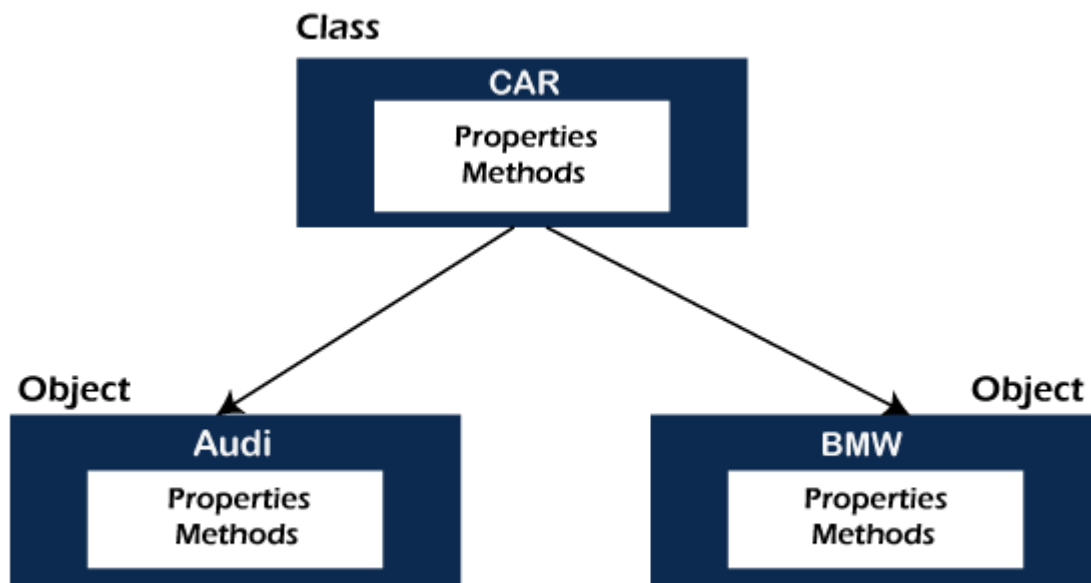 Class
CAR
Properties
Methods
Object
Audi
Properties
Methods
Object
BMW
Properties
Methods